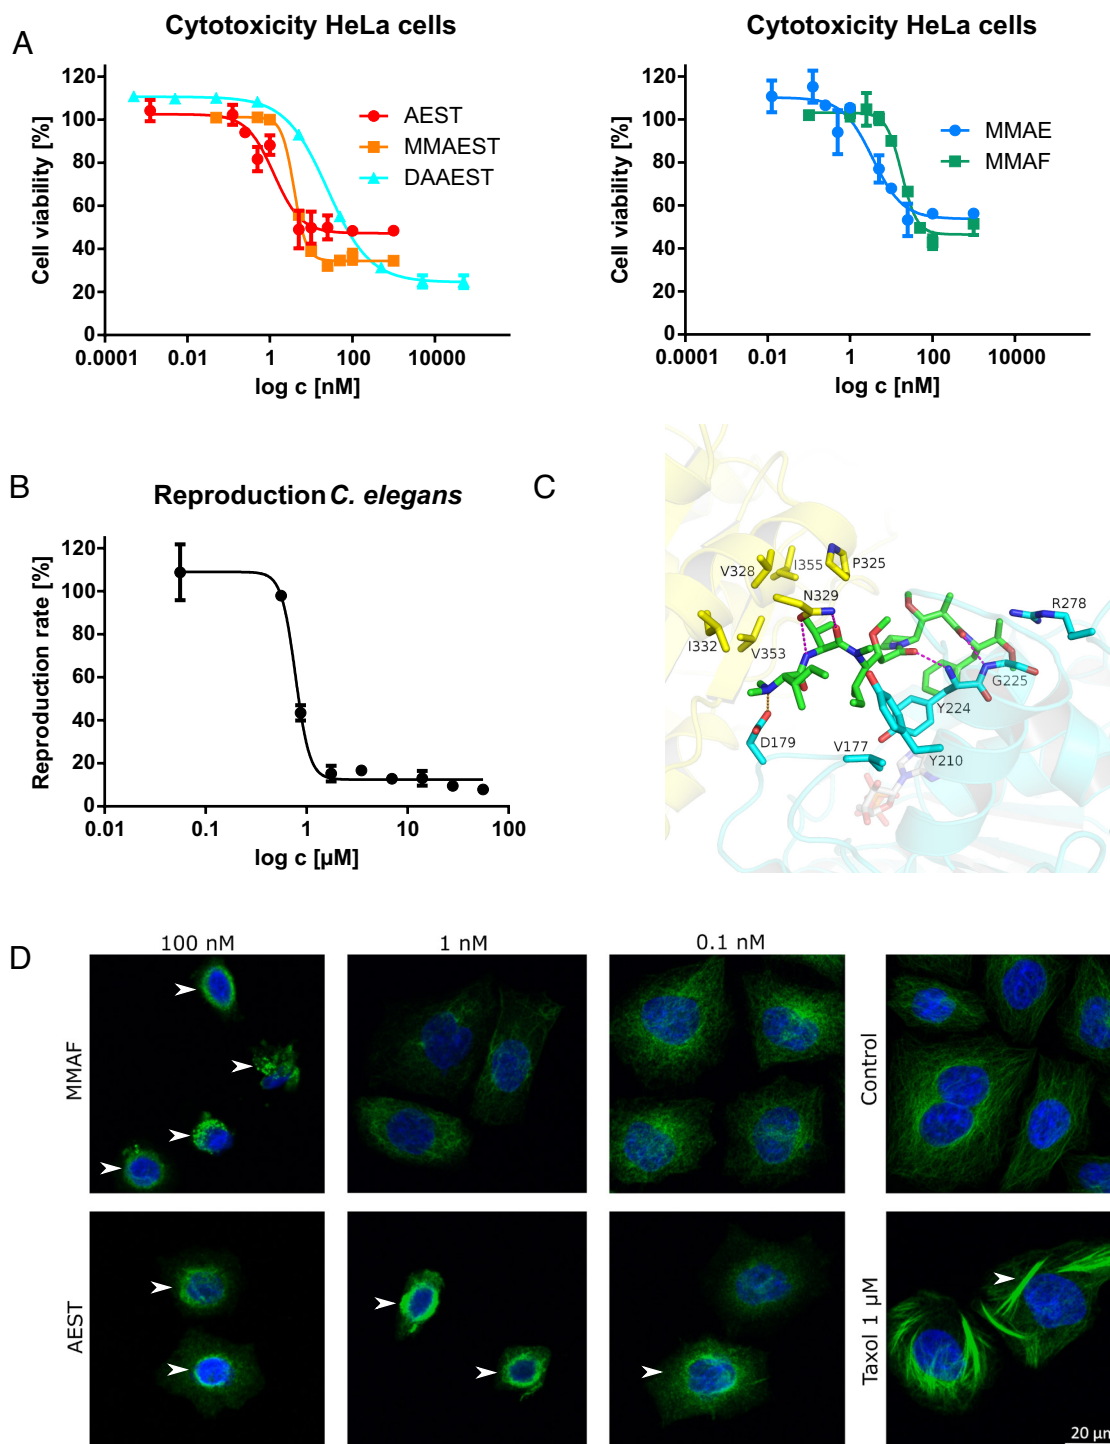 A
Cytotoxicity HeLa cells
Cell viability [%]
120
100
80
60
40
20
0
0.0001
0.01
1
100
10000
log c [nM]
AEST
MMAEST
DAAEST
Cytotoxicity HeLa cells
Cell viability [%]
120
100
80
60
40
20
0
0.0001
0.01
1
100
10000
log c [nM]
MMAE
MMAF
B
Reproduction C. elegans
Reproduction rate [%]
120
100
80
60
40
20
0
0.01
0.1
1
10
100
log c [µM]
C
V328
I355
P325
N329
R278
I332
V353
G225
Y224
D179
V177
Y210
D
100 nM
1 nM
0.1 nM
MMAF
Control
AEST
Taxol 1 µM
20 µm